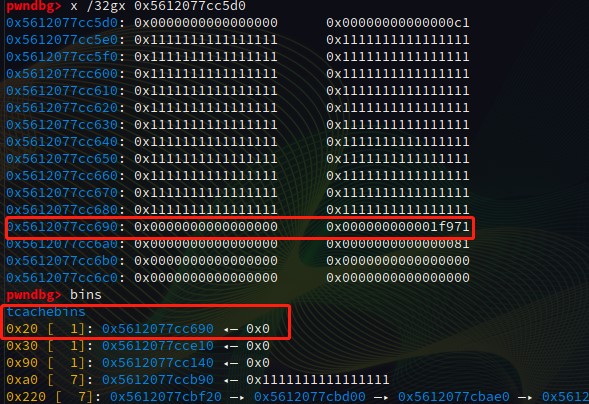 pwndbg> x /32gx 0x5612077cc5d0
0x5612077cc5d0: 0x0000000000000000 0x00000000000000c1
0x5612077cc5e0: 0x1111111111111111 0x1111111111111111
0x5612077cc5f0: 0x1111111111111111 0x1111111111111111
0x5612077cc600: 0x1111111111111111 0x1111111111111111
0x5612077cc610: 0x1111111111111111 0x1111111111111111
0x5612077cc620: 0x1111111111111111 0x1111111111111111
0x5612077cc630: 0x1111111111111111 0x1111111111111111
0x5612077cc640: 0x1111111111111111 0x1111111111111111
0x5612077cc650: 0x1111111111111111 0x1111111111111111
0x5612077cc660: 0x1111111111111111 0x1111111111111111
0x5612077cc670: 0x1111111111111111 0x1111111111111111
0x5612077cc680: 0x1111111111111111 0x1111111111111111
0x5612077cc690: 0x0000000000000000 0x000000000001f971
0x5612077cc6a0: 0x0000000000000000 0x0000000000000081
0x5612077cc6b0: 0x0000000000000000 0x0000000000000000
0x5612077cc6c0: 0x0000000000000000 0x0000000000000000
pwndbg> bins
tcachebins
0x20 [  1]: 0x5612077cc690 ◂— 0x0
0x30 [  1]: 0x5612077cce10 ◂— 0x0
0x90 [  1]: 0x5612077cc140 ◂— 0x0
0xa0 [  7]: 0x5612077ccb90 ◂— 0x1111111111111111
0x220 [  7]: 0x5612077cbf20 —▸ 0x5612077cbd00 —▸ 0x5612077cbae0 —▸ 0x5612